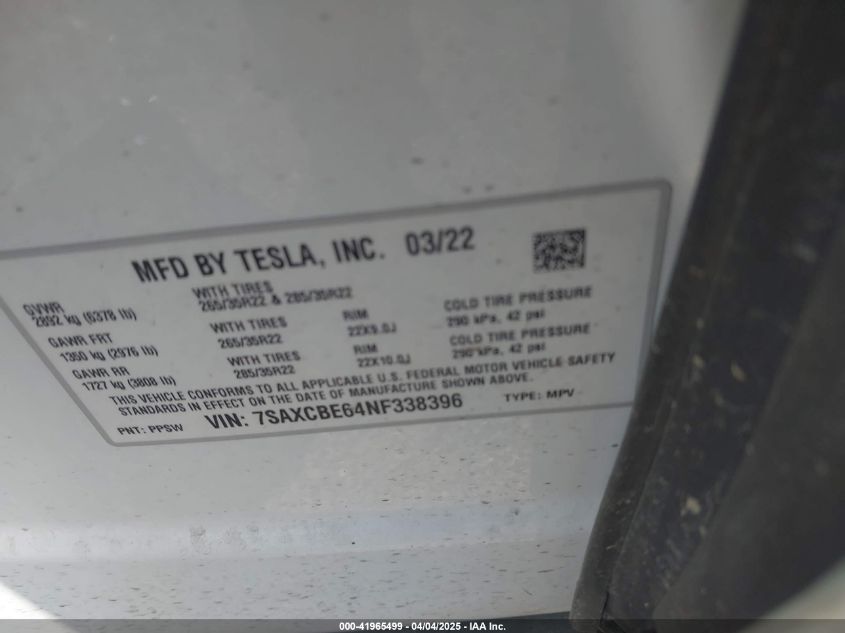 MFD BY TESLA, INC. 03/22
GVWR
2892 kg (6378 lb)
WITH TIRES
265/35R22 & 285/35R22
GAWR FRT
1350 kg (2976 lb)
WITH TIRES
265/35R22
RIM
22X9.0J
COLD TIRE PRESSURE
290 kPa, 42 psi
GAWR RR
1727 kg (3808 lb)
WITH TIRES
285/35R22
RIM
22X10.0J
COLD TIRE PRESSURE
290 kPa, 42 psi
THIS VEHICLE CONFORMS TO ALL APPLICABLE U.S. FEDERAL MOTOR VEHICLE SAFETY
STANDARDS IN EFFECT ON THE DATE OF MANUFACTURE SHOWN ABOVE.
PNT: PPSW VIN: 7SAXCBE64NF338396 TYPE: MPV
000-41965499 - 04/04/2025 - IAA Inc.